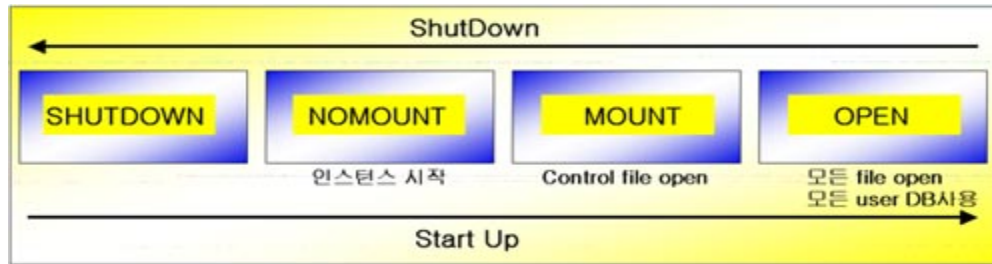 ShutDown
SHUTDOWN
NOMOUNT
MOUNT
OPEN
인스턴스 시작
Control file open
모든 file open
모든 user DB사용
Start Up